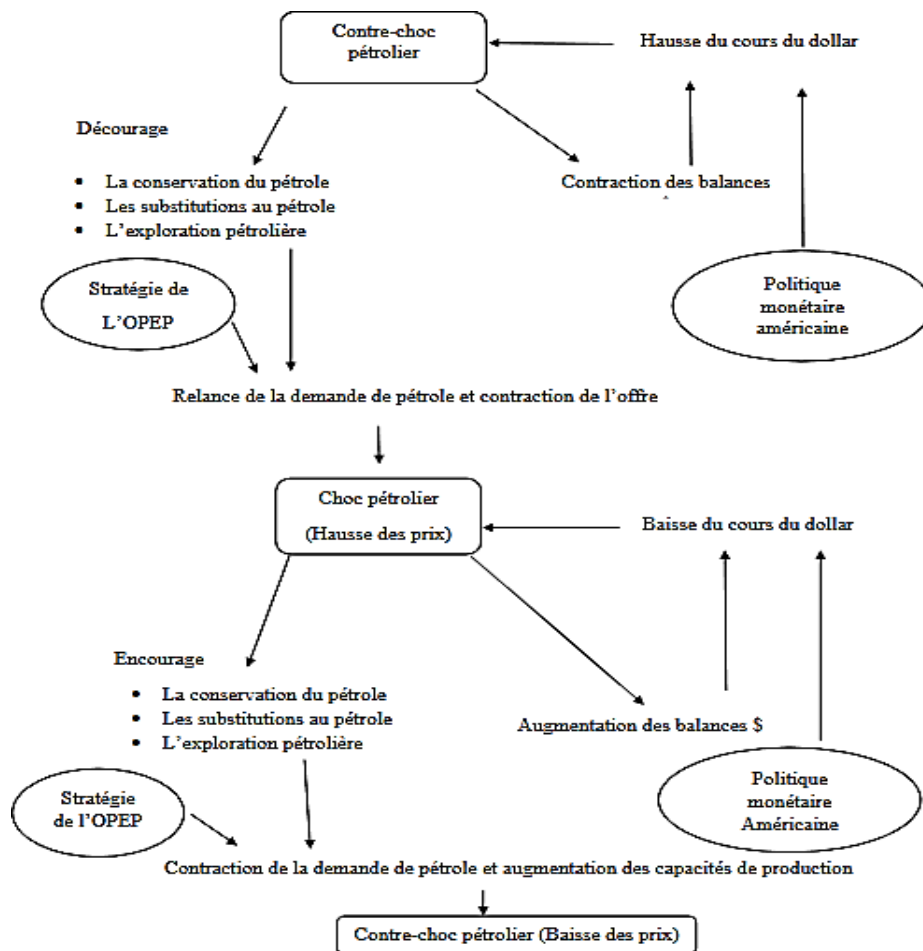 Contre-choc
pétrolier
Hausse du cours du dollar
Décourage
• La conservation du pétrole
• Les substitutions au pétrole
• L'exploration pétrolière
Contraction des balances
Stratégie de
L'OPEP
Politique
monétaire
américaine
Relance de la demande de pétrole et contraction de l'offre
Choc pétrolier
(Hausse des prix)
Baisse du cours du dollar
Encourage
• La conservation du pétrole
• Les substitutions au pétrole
• L'exploration pétrolière
Augmentation des balances $
Stratégie
de l'OPEP
Politique
monétaire
Américaine
Contraction de la demande de pétrole et augmentation des capacités de production
Contre-choc pétrolier (Baisse des prix)